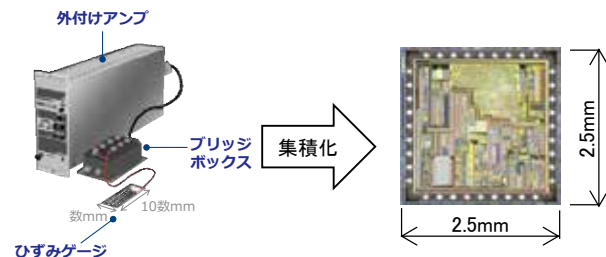 外付けアンプ
ブリッジ
ボックス
数mm
10数mm
ひずみゲージ
集積化
2.5mm
2.5mm